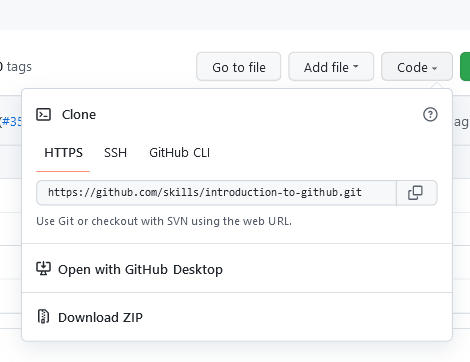 0 tags
Go to file
Add file
Code
(#35
ag
Clone
HTTPS
SSH
GitHub CLI
https://github.com/skills/introduction-to-github.git
Use Git or checkout with SVN using the web URL.
Open with GitHub Desktop
Download ZIP